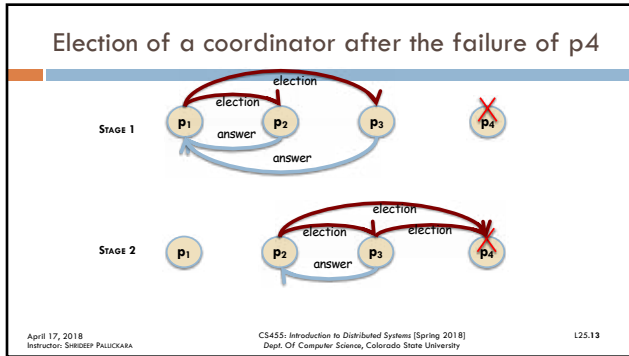 Election of a coordinator after the failure of p4
election
election
STAGE 1
p1
p2
p3
p4
answer
answer
election
election
election
STAGE 2
p1
p2
p3
p4
answer
April 17, 2018
Instructor: SHRIDEEP PALLICKARA
CS455: Introduction to Distributed Systems [Spring 2018]
Dept. Of Computer Science, Colorado State University
L25.13